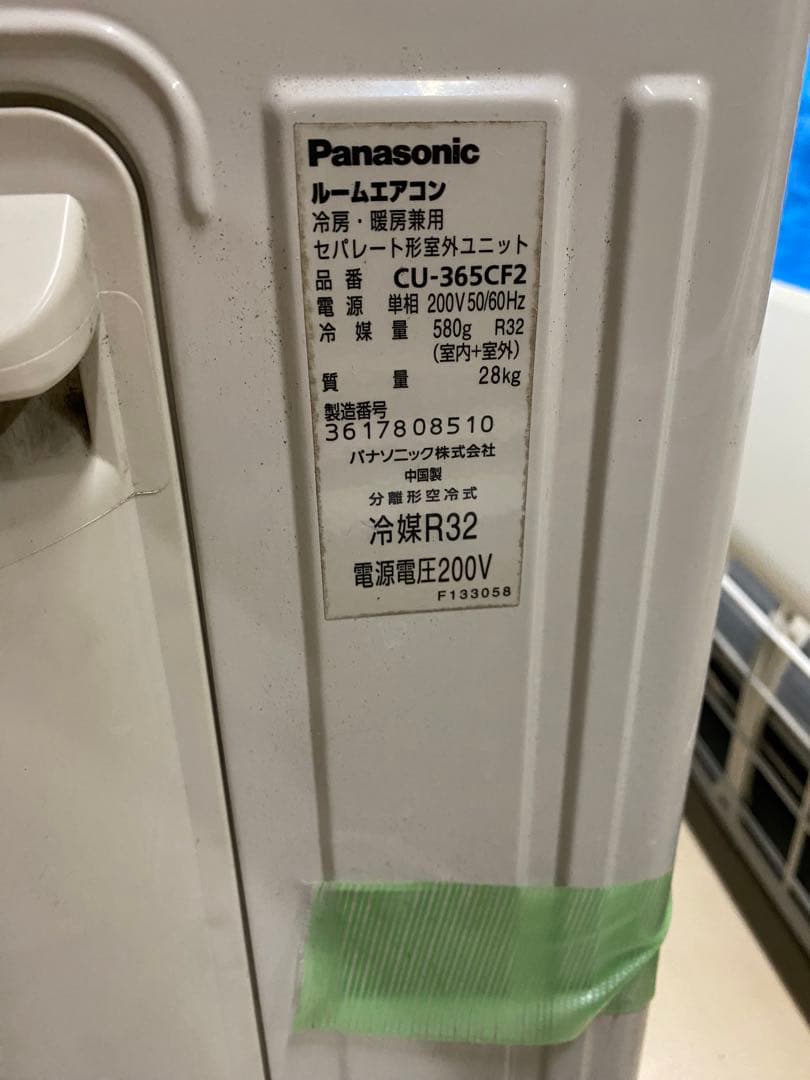 Panasonic
ルームエアコン
冷房・暖房兼用
セパレート形室外ユニット
品番 CU-365CF2
電源 単相 200V 50/60Hz
冷媒量 580g R32
(室内+室外)
質量 28kg
製造番号
3617808510
パナソニック株式会社
中国製
分離形空冷式
冷媒R32
電源電圧200V
F133058